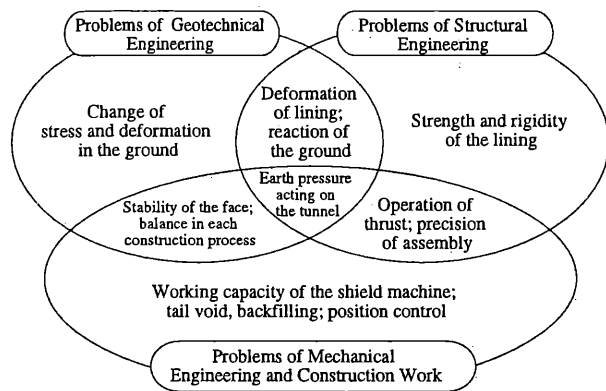 Problems of Geotechnical
Engineering
Problems of Structural
Engineering
Change of
stress and deformation
in the ground
Deformation
of lining;
reaction of
the ground
Strength and rigidity
of the lining
Earth pressure
acting on
the tunnel
Stability of the face;
balance in each
construction process
Operation of
thrust; precision
of assembly
Working capacity of the shield machine;
tail void, backfilling; position control
Problems of Mechanical
Engineering and Construction Work